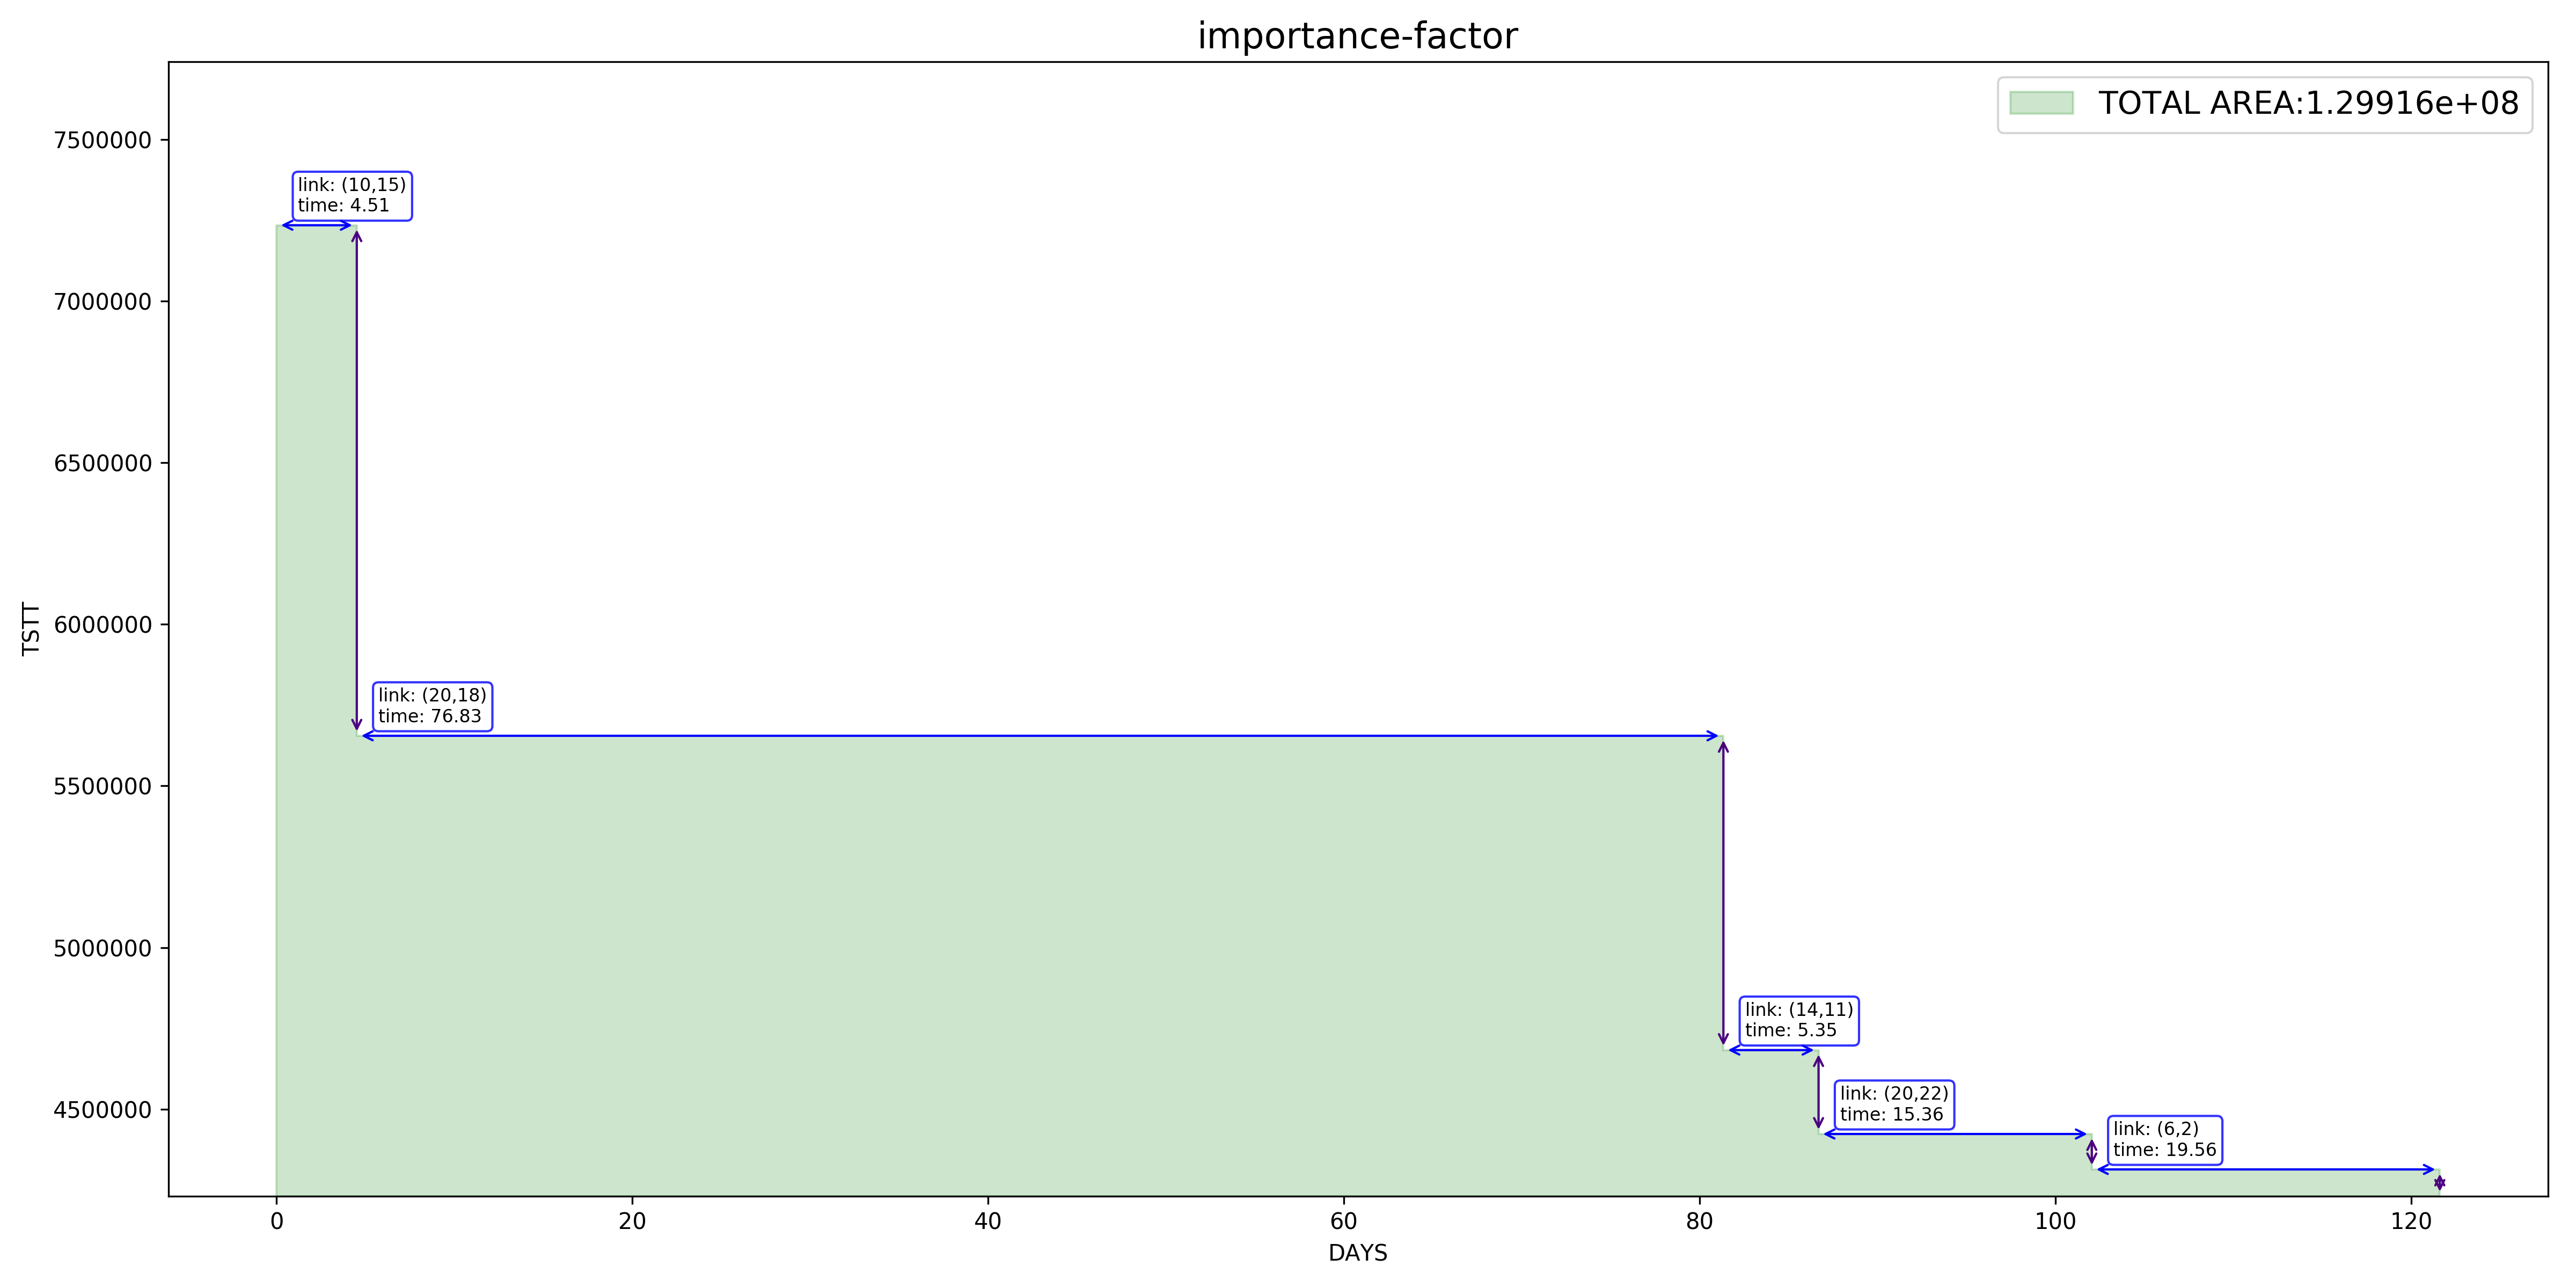 importance-factor
TOTAL AREA:1.29916e+08
TSTT
7500000
7000000
6500000
6000000
5500000
5000000
4500000
link: (10,15)
time: 4.51
link: (20,18)
time: 76.83
link: (14,11)
time: 5.35
link: (20,22)
time: 15.36
link: (6,2)
time: 19.56
0 20 40 60 80 100 120
DAYS